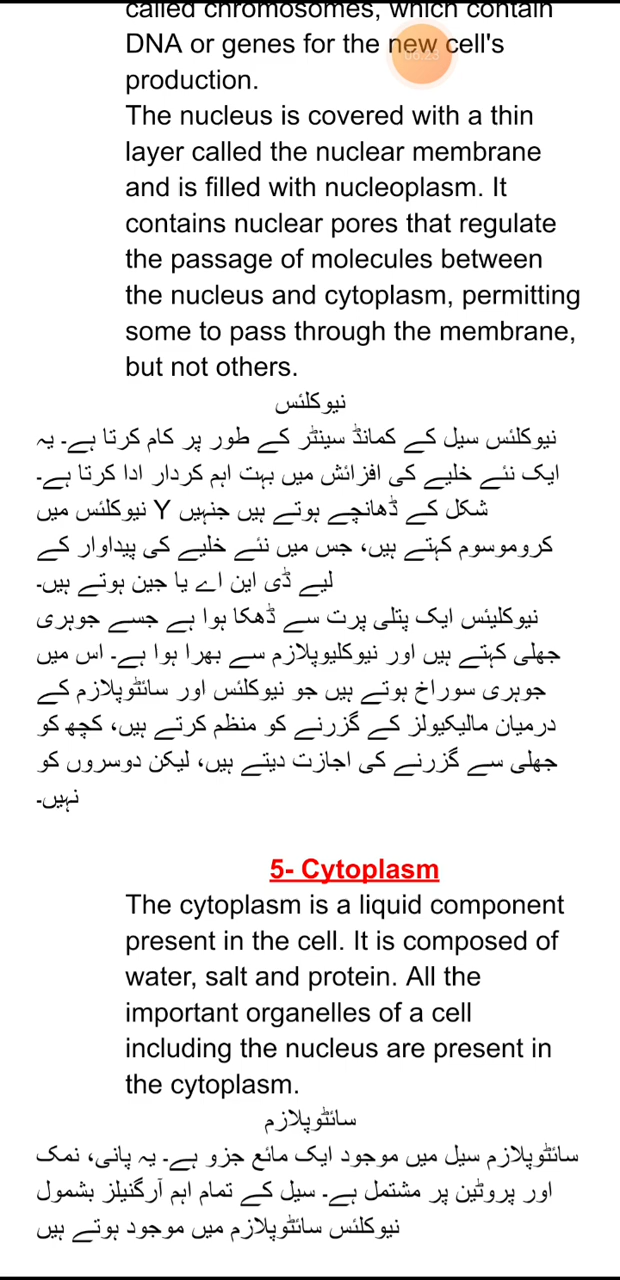 called chromosomes, which contain
DNA or genes for the new cell's
production.
The nucleus is covered with a thin
layer called the nuclear membrane
and is filled with nucleoplasm. It
contains nuclear pores that regulate
the passage of molecules between
the nucleus and cytoplasm, permitting
some to pass through the membrane,
but not others.
نیوکلئس
نیوکلئس سیل کے کمانڈ سینٹر کے طور پر کام کرتا ہے۔ یہ
ایک نئے خلیے کی افزائش میں بہت اہم کردار ادا کرتا ہے۔
شکل کے ڈھانچے ہوتے ہیں جنہیں Y نیوکلئس میں
کروموسوم کہتے ہیں، جس میں نئے خلیے کی پیداوار کے
لیے ڈی این اے یا جین ہوتے ہیں۔
نیوکلیئس ایک پتلی پرت سے ڈھکا ہوا ہے جسے جوہری
جھلی کہتے ہیں اور نیوکلیوپلازم سے بھرا ہوا ہے۔ اس میں
جوہری سوراخ ہوتے ہیں جو نیوکلئس اور سائٹوپلازم کے
درمیان مالیکیولز کے گزرنے کو منظم کرتے ہیں، کچھ کو
جھلی سے گزرنے کی اجازت دیتے ہیں، لیکن دوسروں کو
نہیں۔
5- Cytoplasm
The cytoplasm is a liquid component
present in the cell. It is composed of
water, salt and protein. All the
important organelles of a cell
including the nucleus are present in
the cytoplasm.
سائٹوپلازم
سائٹوپلازم سیل میں موجود ایک مائع جزو ہے۔ یہ پانی، نمک
اور پروٹین پر مشتمل ہے۔ سیل کے تمام اہم آرگنیلز بشمول
نیوکلئس سائٹوپلازم میں موجود ہوتے ہیں